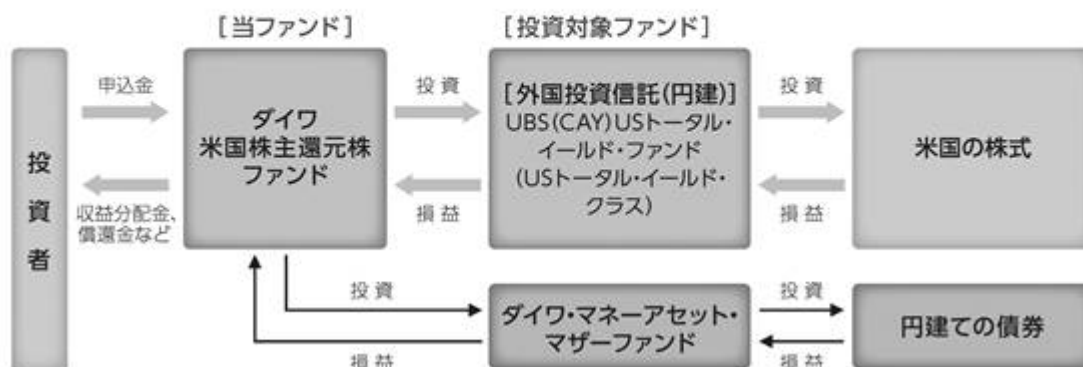 [当ファンド]
[投資対象ファンド]
投資者
申込金
収益分配金、
償還金など
ダイワ
米国株主還元株
ファンド
投資
損益
[外国投資信託(円建)]
UBS(CAY)USトータル・
イールド・ファンド
(USトータル・イールド・
クラス)
投資
損益
米国の株式
投資
損益
ダイワ・マネーアセット・
マザーファンド
投資
損益
円建ての債券